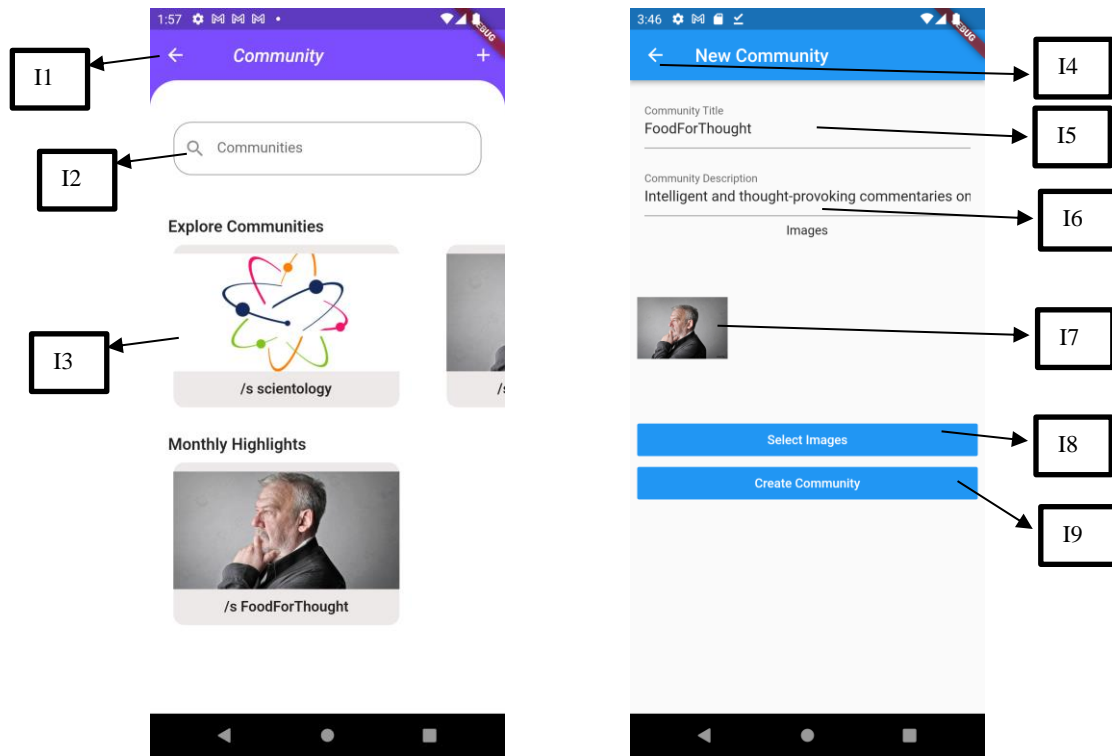 1:57
Community
+
DEBUG
I1
Communities
I2
Explore Communities
/s scientology
/s
I3
Monthly Highlights
/s FoodForThought
3:46
New Community
DEBUG
I4
Community Title
FoodForThought
I5
Community Description
Intelligent and thought-provoking commentaries on
I6
Images
I7
Select Images
I8
Create Community
I9